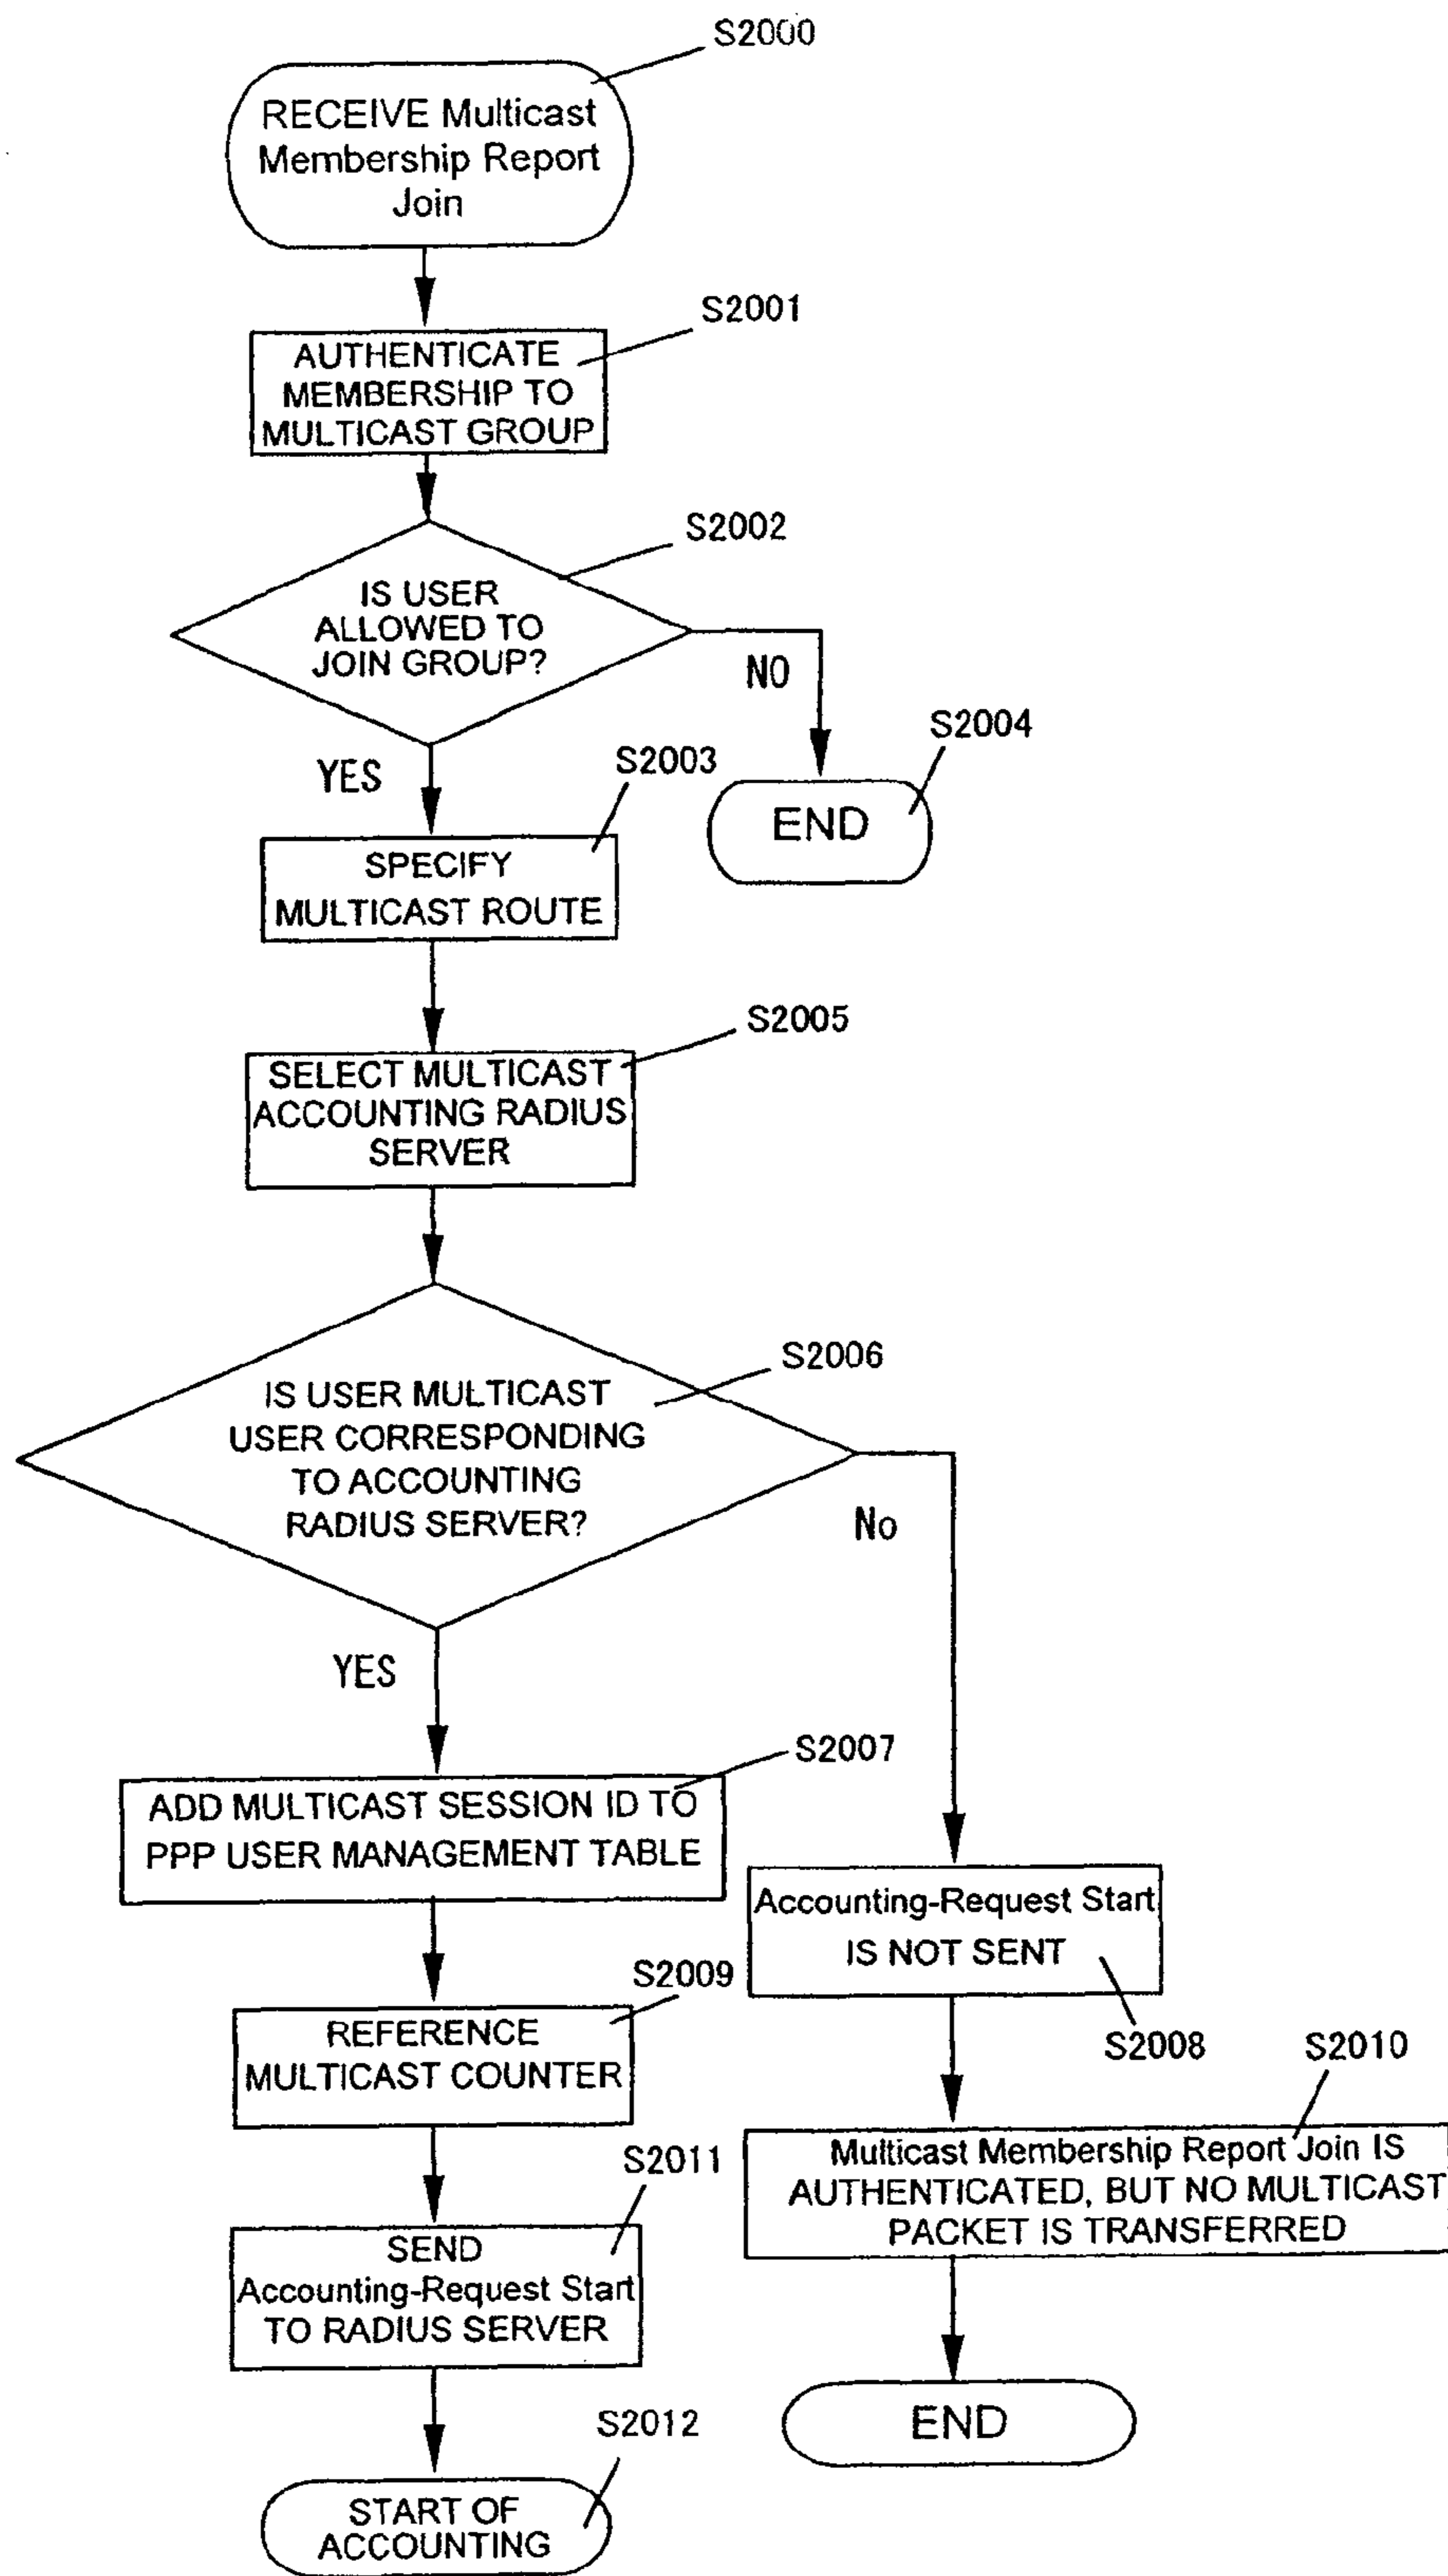 S2000
RECEIVE Multicast
Membership Report
Join
S2001
AUTHENTICATE
MEMBERSHIP TO
MULTICAST GROUP
S2002
IS USER
ALLOWED TO
JOIN GROUP?
NO
S2004
END
YES
S2003
SPECIFY
MULTICAST ROUTE
S2005
SELECT MULTICAST
ACCOUNTING RADIUS
SERVER
S2006
IS USER MULTICAST
USER CORRESPONDING
TO ACCOUNTING
RADIUS SERVER?
No
YES
S2007
ADD MULTICAST SESSION ID TO
PPP USER MANAGEMENT TABLE
Accounting-Request Start
IS NOT SENT
S2008
S2009
REFERENCE
MULTICAST COUNTER
S2010
Multicast Membership Report Join IS
AUTHENTICATED, BUT NO MULTICAST
PACKET IS TRANSFERRED
S2011
SEND
Accounting-Request Start
TO RADIUS SERVER
END
S2012
START OF
ACCOUNTING